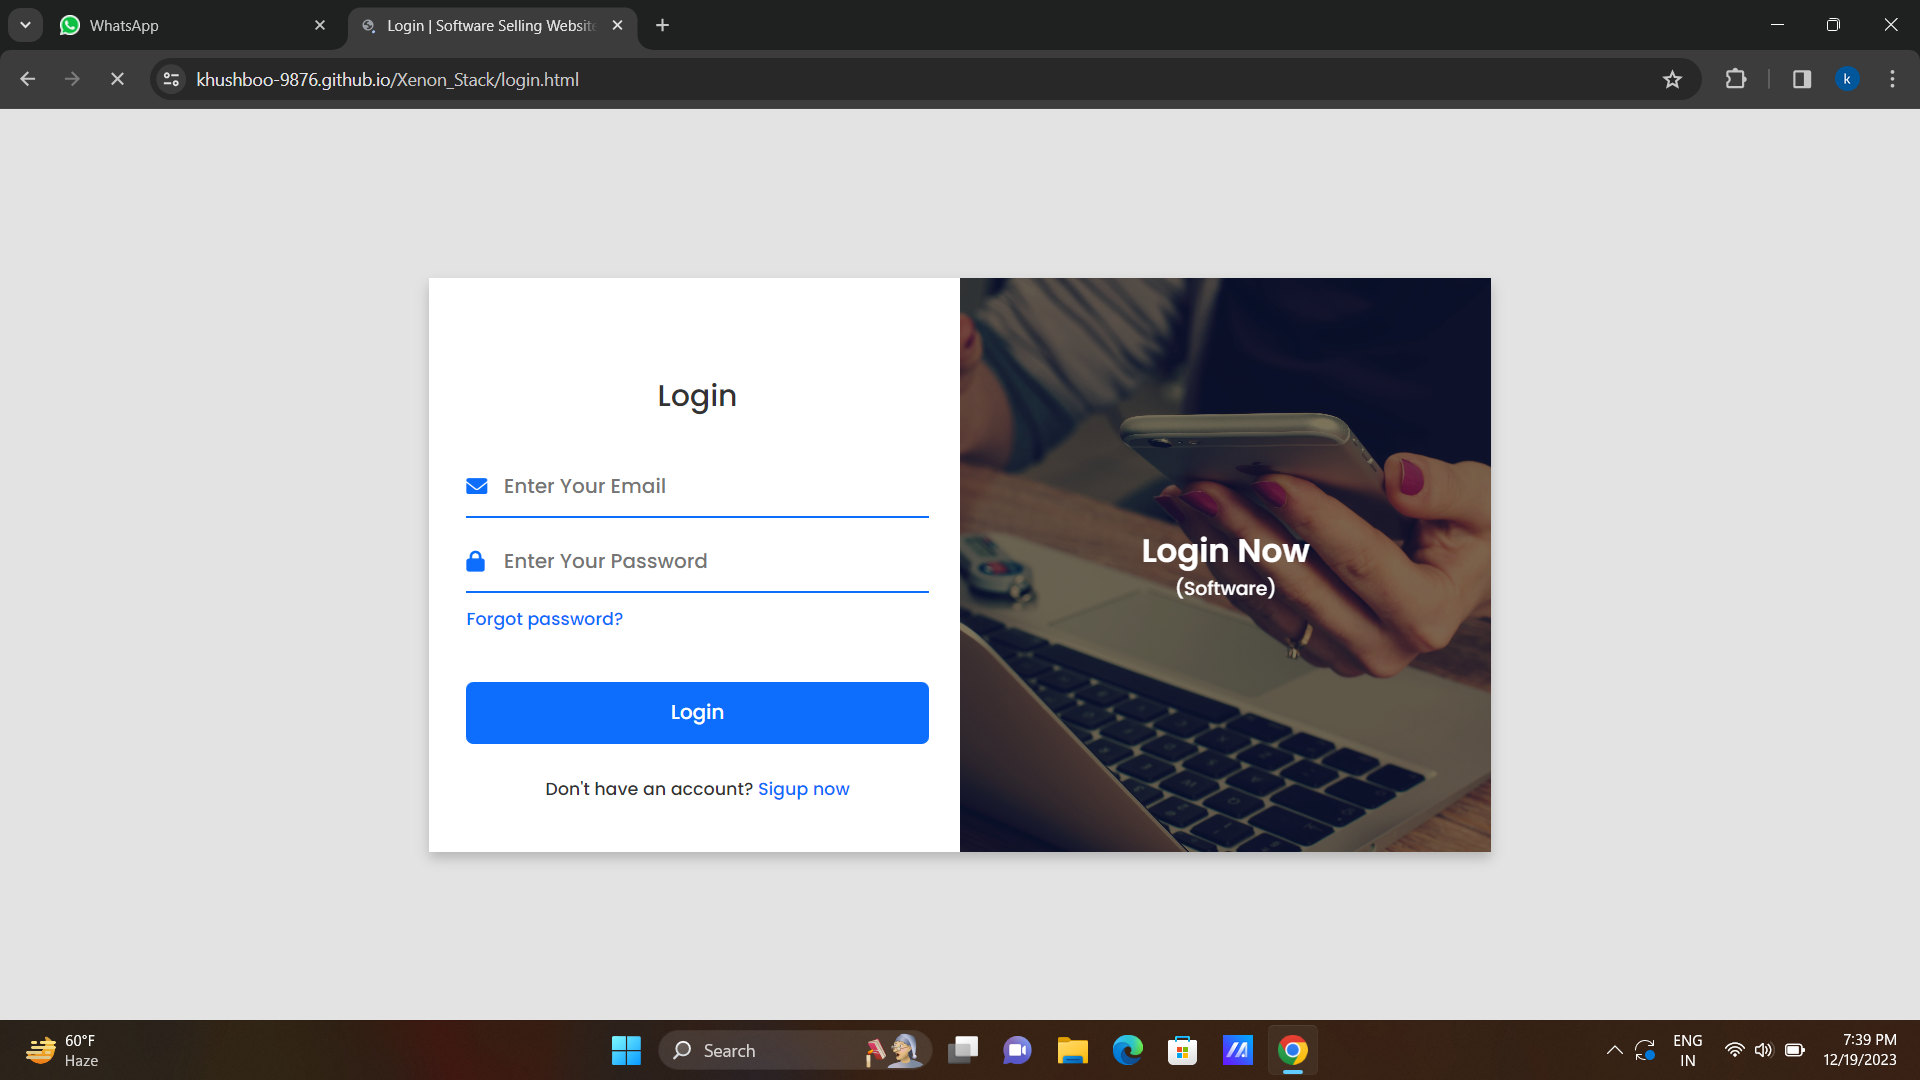 WhatsApp
Login | Software Selling Website
khushboo-9876.github.io/Xenon_Stack/login.html
k
Login
Enter Your Email
Enter Your Password
Forgot password?
Login
Don't have an account? Sigup now
Login Now
(Software)
60°F
Haze
Search
ENG
IN
7:39 PM
12/19/2023